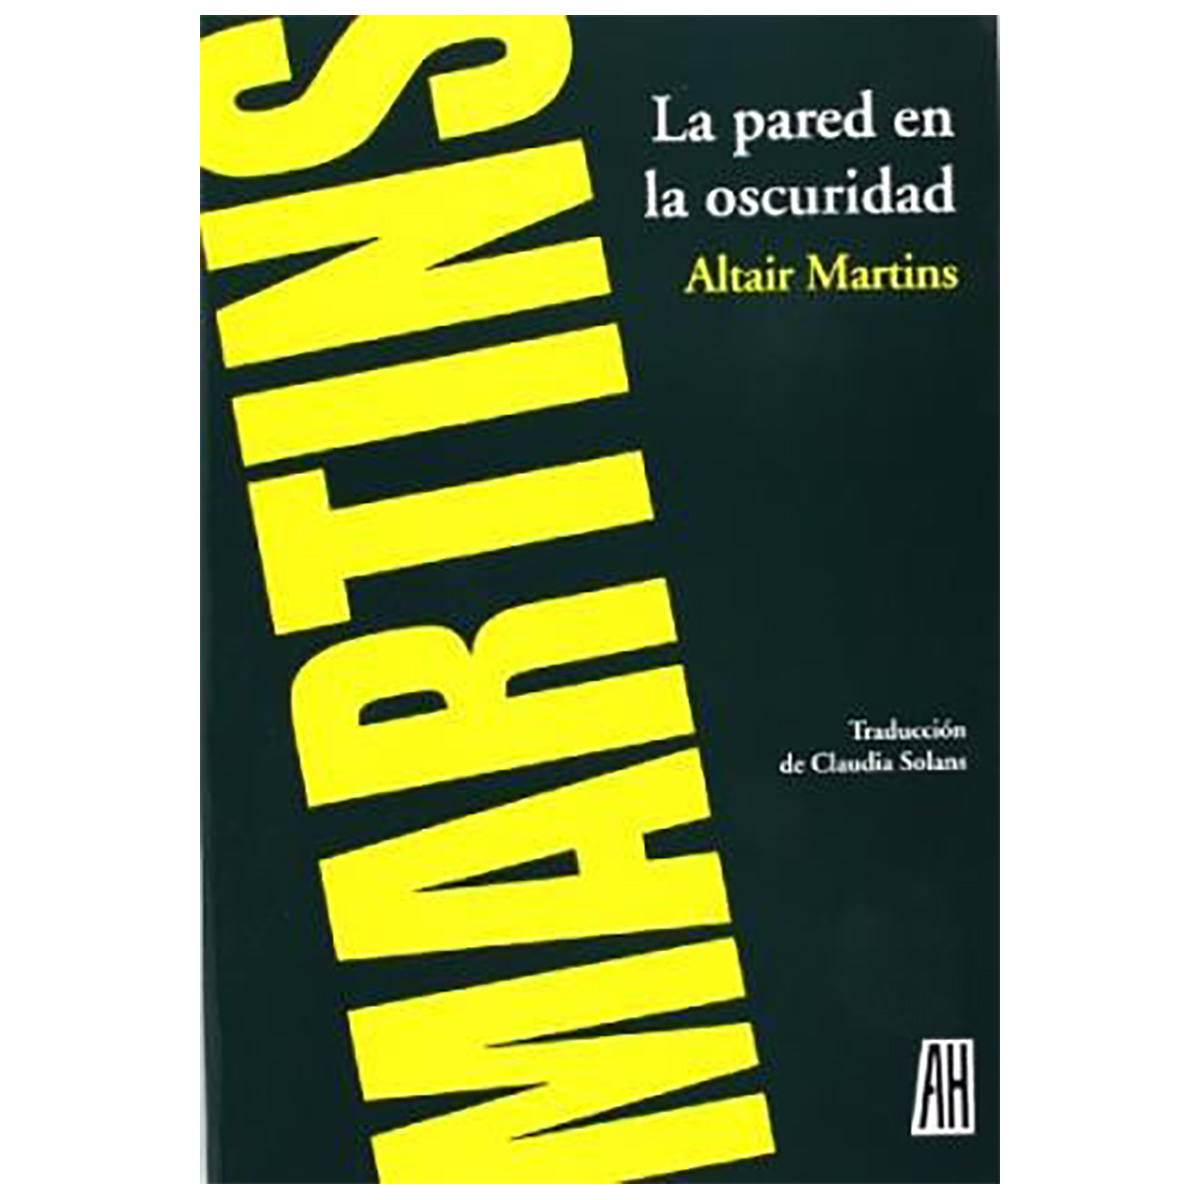 La pared en
la oscuridad
Altair Martins
MARTINS
Traducción
de Claudia Solans
AH